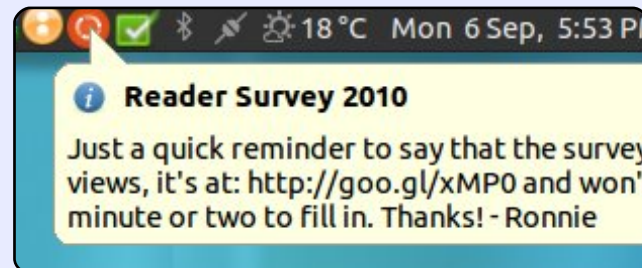 18 °C Mon 6 Sep, 5:53 P
Reader Survey 2010
Just a quick reminder to say that the survey
views, it's at: http://goo.gl/xMP0 and won'
minute or two to fill in. Thanks! - Ronnie